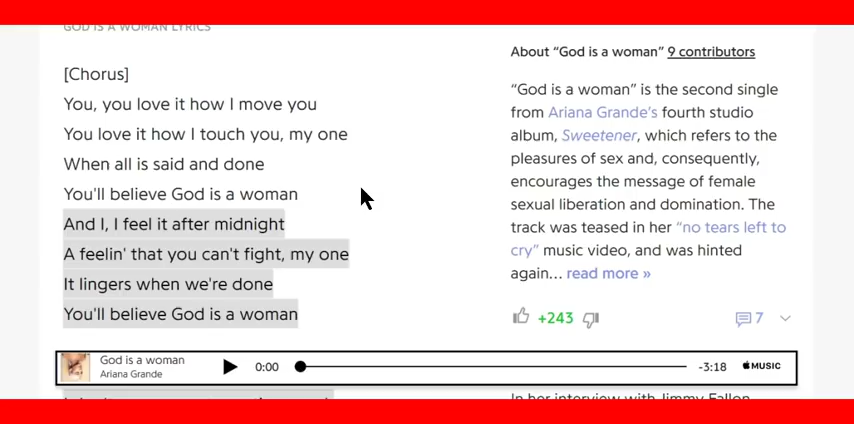 GOD IS A WOMAN LYRICS
[Chorus]
You, you love it how I move you
You love it how I touch you, my one
When all is said and done
You'll believe God is a woman
And I, I feel it after midnight
A feelin' that you can't fight, my one
It lingers when we're done
You'll believe God is a woman
About “God is a woman” 9 contributors
“God is a woman” is the second single
from Ariana Grande’s fourth studio
album, Sweetener, which refers to the
pleasures of sex and, consequently,
encourages the message of female
sexual liberation and domination. The
track was teased in her “no tears left to
cry” music video, and was hinted
again... read more »
+243
7
God is a woman
Ariana Grande
0:00
-3:18
MUSIC
In her interview with Jimmy Fallon